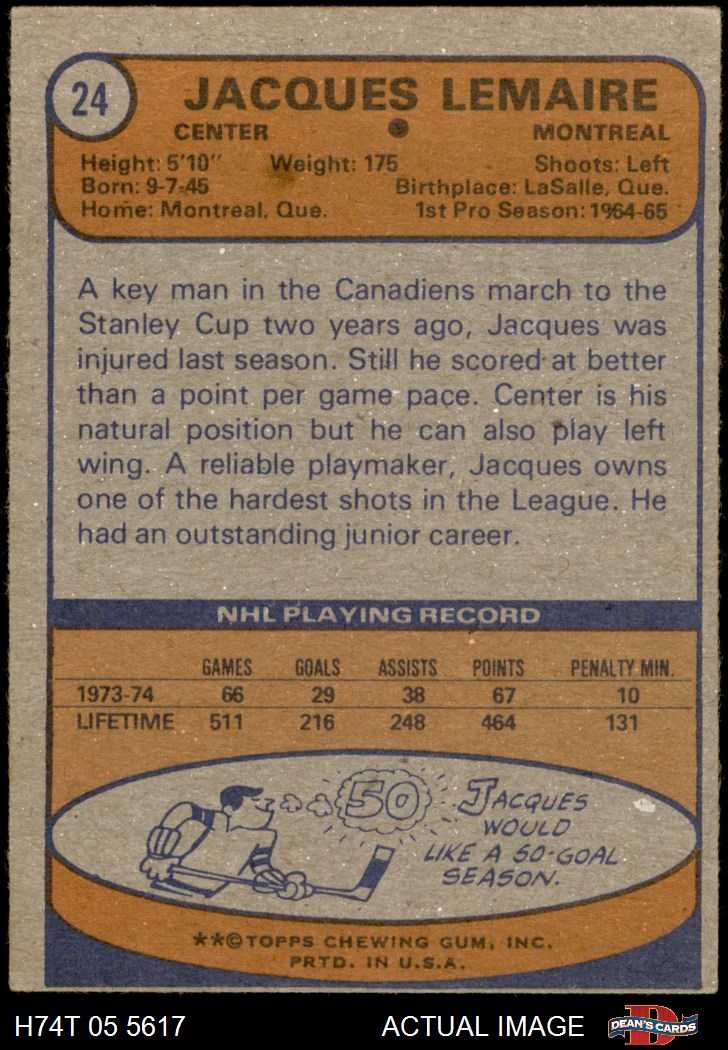 24
JACQUES LEMAIRE
CENTER ● MONTREAL
Height: 5'10" Weight: 175 Shoots: Left
Born: 9-7-45 Birthplace: LaSalle, Que.
Home: Montreal, Que. 1st Pro Season: 1964-65
A key man in the Canadiens march to the
Stanley Cup two years ago, Jacques was
injured last season. Still he scored at better
than a point per game pace. Center is his
natural position but he can also play left
wing. A reliable playmaker, Jacques owns
one of the hardest shots in the League. He
had an outstanding junior career.
NHL PLAYING RECORD
GAMES GOALS ASSISTS POINTS PENALTY MIN.
1973-74 66 29 38 67 10
LIFETIME 511 216 248 464 131
50
JACQUES
WOULD
LIKE A 50-GOAL
SEASON.
**©TOPPS CHEWING GUM, INC.
PRTD. IN U.S.A.
H74T 05 5617 ACTUAL IMAGE
D
DEAN'S CARDS